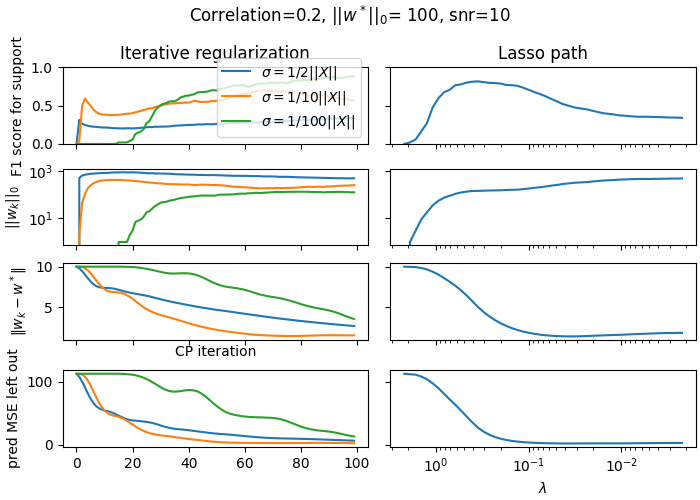 Correlation=0.2, ||w*||₀= 100, snr=10
Iterative regularization
Lasso path
F1 score for support
1.0
0.5
0.0
σ = 1/2||X||
σ = 1/10||X||
σ = 1/100||X||
||w_k||₀
10³
10¹
‖w_k − w*‖
10
5
CP iteration
pred MSE left out
100
0
0 20 40 60 80 100
10⁰ 10⁻¹ 10⁻²
λ